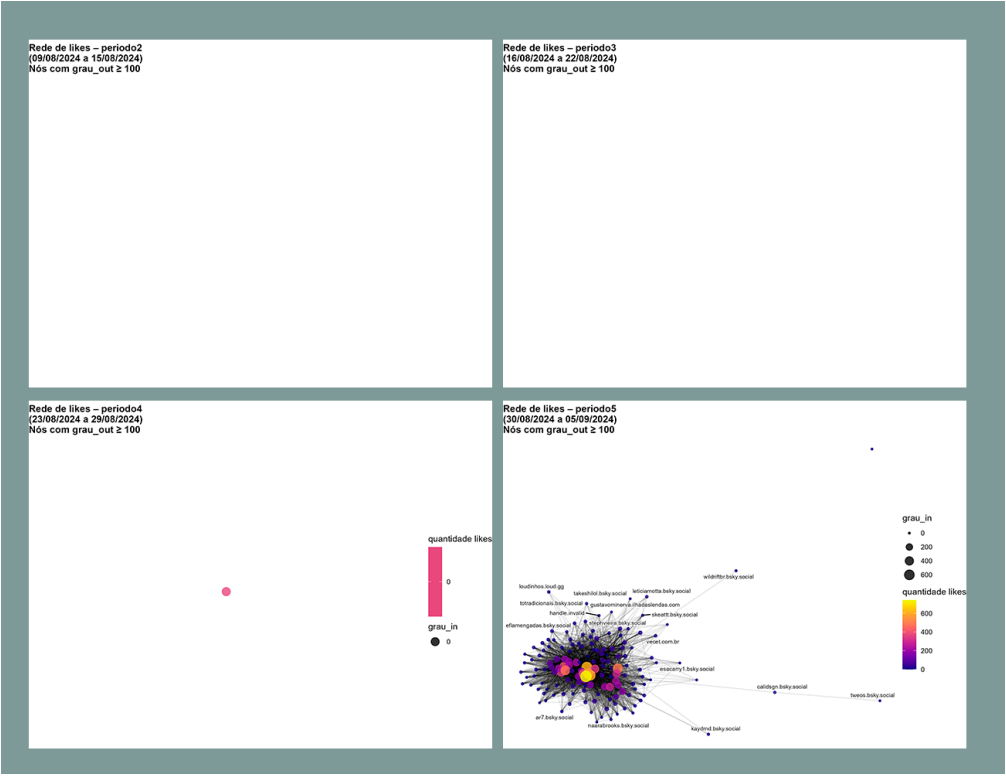 Rede de likes – periodo2
(09/08/2024 a 15/08/2024)
Nós com grau_out ≥ 100
Rede de likes – periodo3
(16/08/2024 a 22/08/2024)
Nós com grau_out ≥ 100
Rede de likes – periodo4
(23/08/2024 a 29/08/2024)
Nós com grau_out ≥ 100
quantidade likes
0
grau_in
0
Rede de likes – periodo5
(30/08/2024 a 05/09/2024)
Nós com grau_out ≥ 100
grau_in
0
200
400
600
quantidade likes
600
400
200
0
wildriftbr.bsky.social
loudinhos.loud.gg
takeshilol.bsky.social
leticiamotta.bsky.social
totradicionais.bsky.social
gustavominerva.ilhadaslendas.com
handle.invalid
skeattt.bsky.social
eflamengadas.bsky.social
stephvieira.bsky.social
vecet.com.br
esaceny1.bsky.social
calidsgn.bsky.social
tweos.bsky.social
ar7.bsky.social
naarabrooks.bsky.social
kaydmd.bsky.social